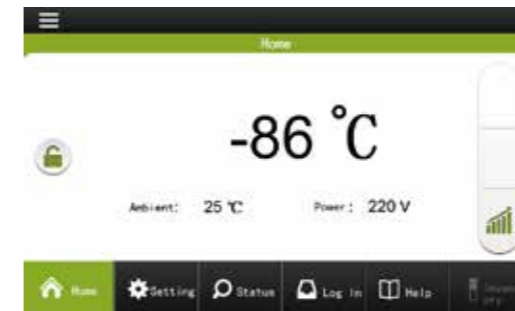 Home
-86 ℃
Ambient: 25 ℃ Power: 220 V
Home Setting Status Log in Help